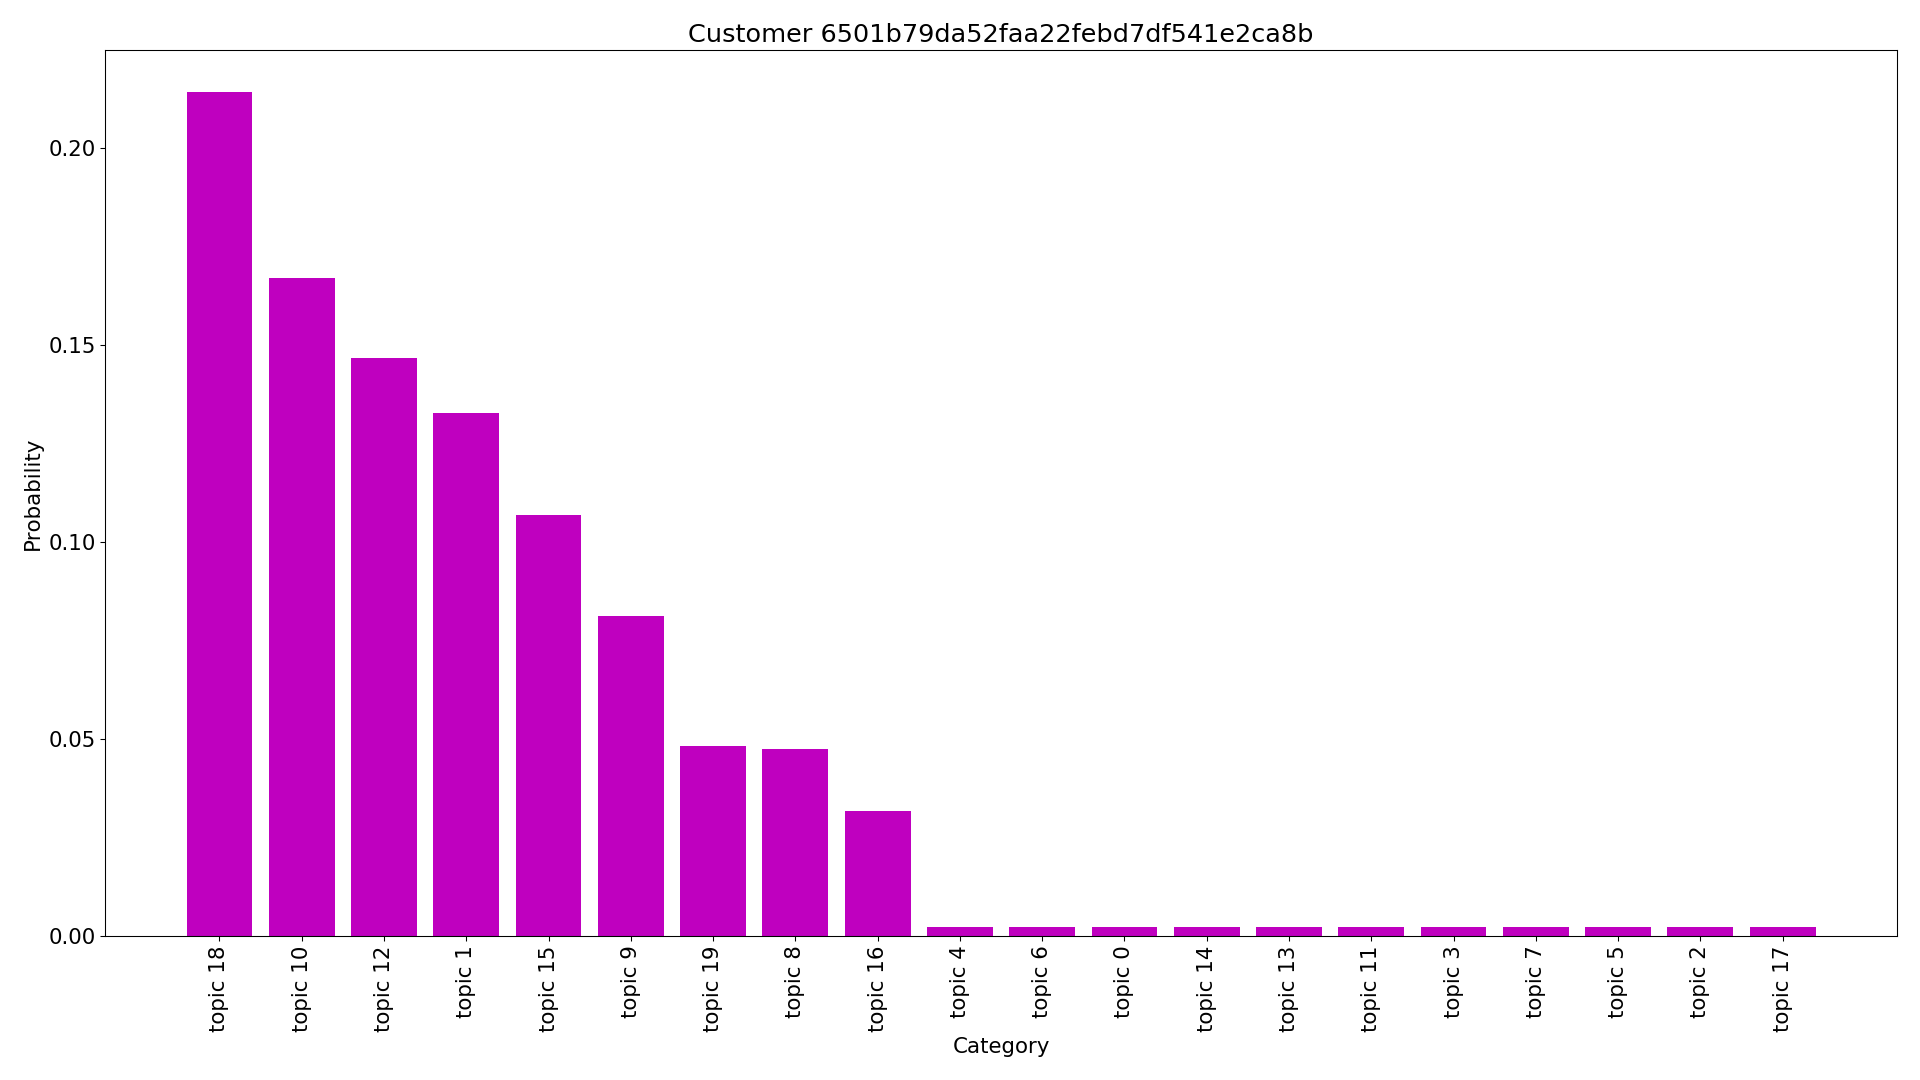 Customer 6501b79da52faa22febd7df541e2ca8b
Probability
0.20
0.15
0.10
0.05
0.00
topic 18
topic 10
topic 12
topic 1
topic 15
topic 9
topic 19
topic 8
topic 16
topic 4
topic 6
topic 0
topic 14
topic 13
topic 11
topic 3
topic 7
topic 5
topic 2
topic 17
Category